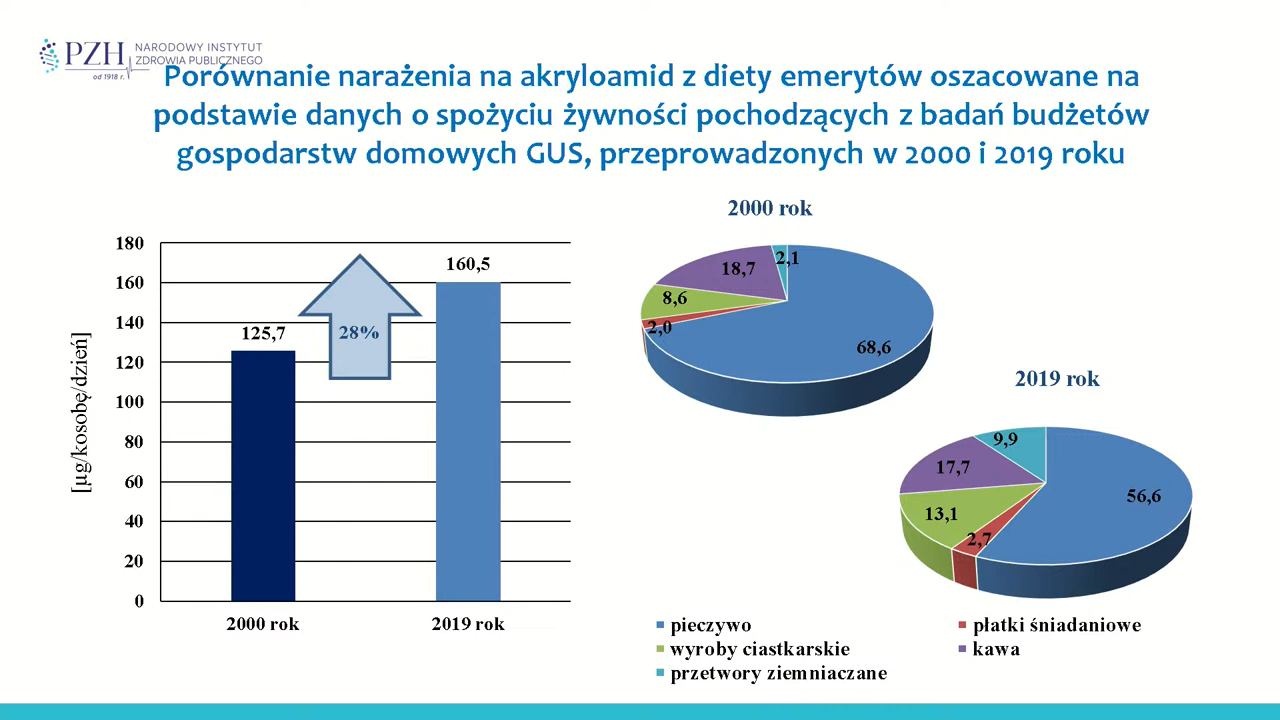 PZH
od 1918 r.
NARODOWY INSTYTUT
ZDROWIA PUBLICZNEGO
Porównanie narażenia na akryloamid z diety emerytów oszacowane na
podstawie danych o spożyciu żywności pochodzących z badań budżetów
gospodarstw domowych GUS, przeprowadzonych w 2000 i 2019 roku
[µg/kosobę/dzień]
180
160
140
120
100
80
60
40
20
0
125,7
28%
160,5
2000 rok
2019 rok
2000 rok
2,1
18,7
8,6
2,0
68,6
2019 rok
9,9
17,7
13,1
2,7
56,6
pieczywo
płatki śniadaniowe
wyroby ciastkarskie
kawa
przetwory ziemniaczane